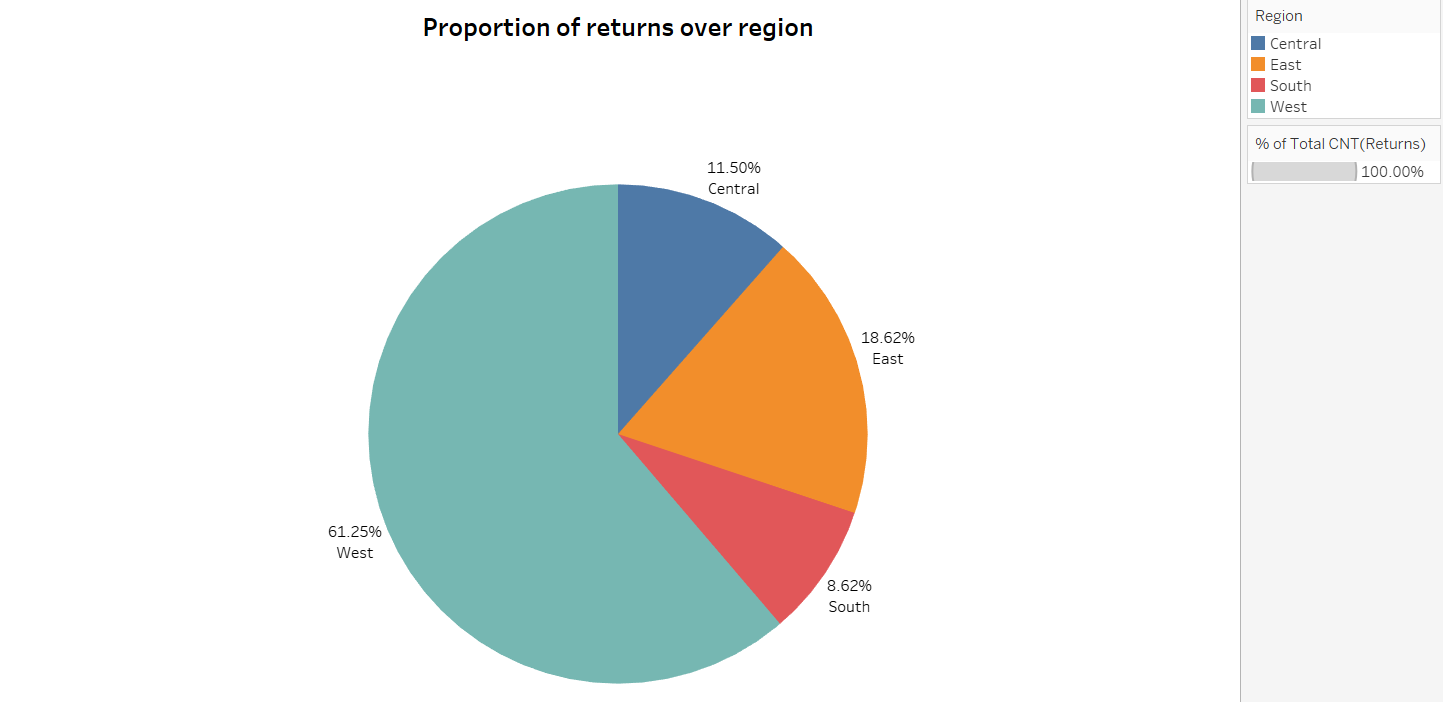 Proportion of returns over region
11.50%
Central
18.62%
East
8.62%
South
61.25%
West
Region
Central
East
South
West
% of Total CNT(Returns)
100.00%